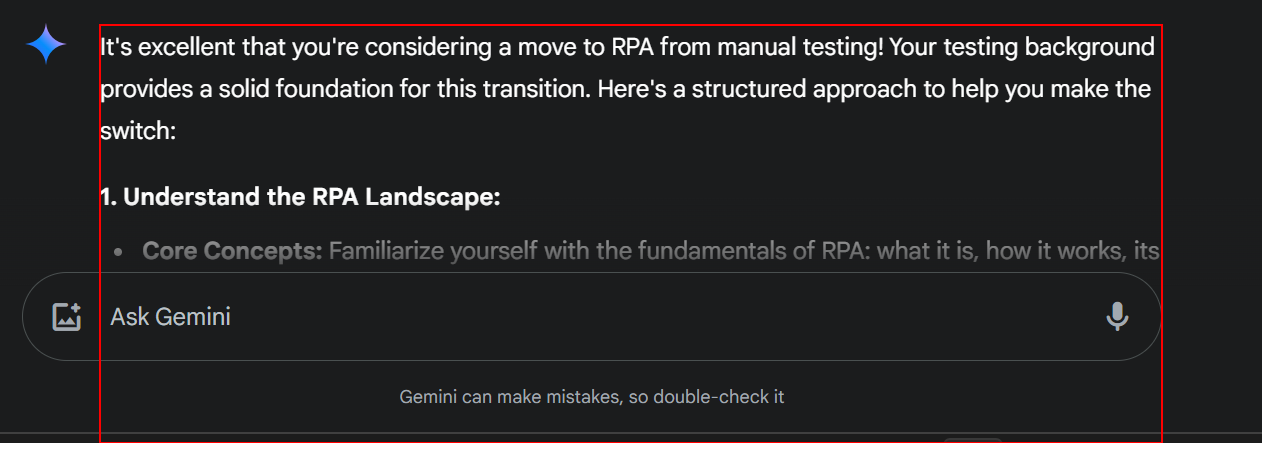 It's excellent that you're considering a move to RPA from manual testing! Your testing background
provides a solid foundation for this transition. Here's a structured approach to help you make the
switch:
1. Understand the RPA Landscape:
• Core Concepts: Familiarize yourself with the fundamentals of RPA: what it is, how it works, its
Ask Gemini
Gemini can make mistakes, so double-check it